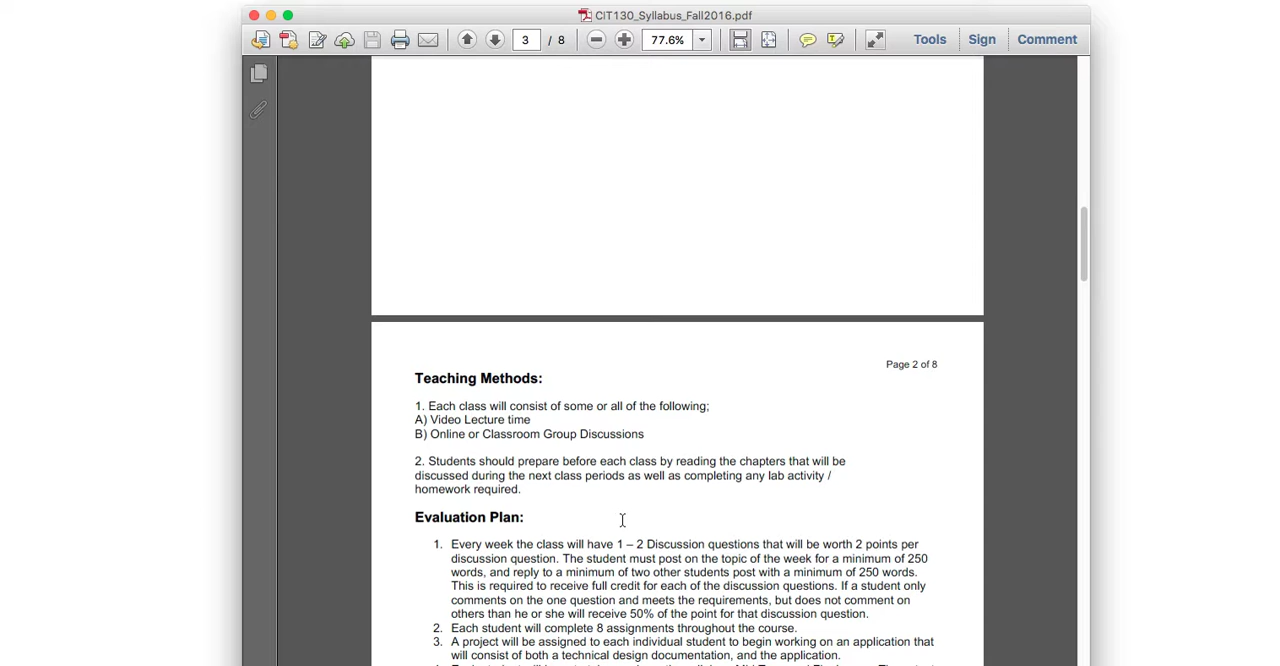 CIT130_Syllabus_Fall2016.pdf
3 / 8 77.6% Tools Sign Comment
Page 2 of 8
Teaching Methods:
1. Each class will consist of some or all of the following;
A) Video Lecture time
B) Online or Classroom Group Discussions
2. Students should prepare before each class by reading the chapters that will be
discussed during the next class periods as well as completing any lab activity /
homework required.
Evaluation Plan:
1. Every week the class will have 1 – 2 Discussion questions that will be worth 2 points per
discussion question. The student must post on the topic of the week for a minimum of 250
words, and reply to a minimum of two other students post with a minimum of 250 words.
This is required to receive full credit for each of the discussion questions. If a student only
comments on the one question and meets the requirements, but does not comment on
others than he or she will receive 50% of the point for that discussion question.
2. Each student will complete 8 assignments throughout the course.
3. A project will be assigned to each individual student to begin working on an application that
will consist of both a technical design documentation, and the application.